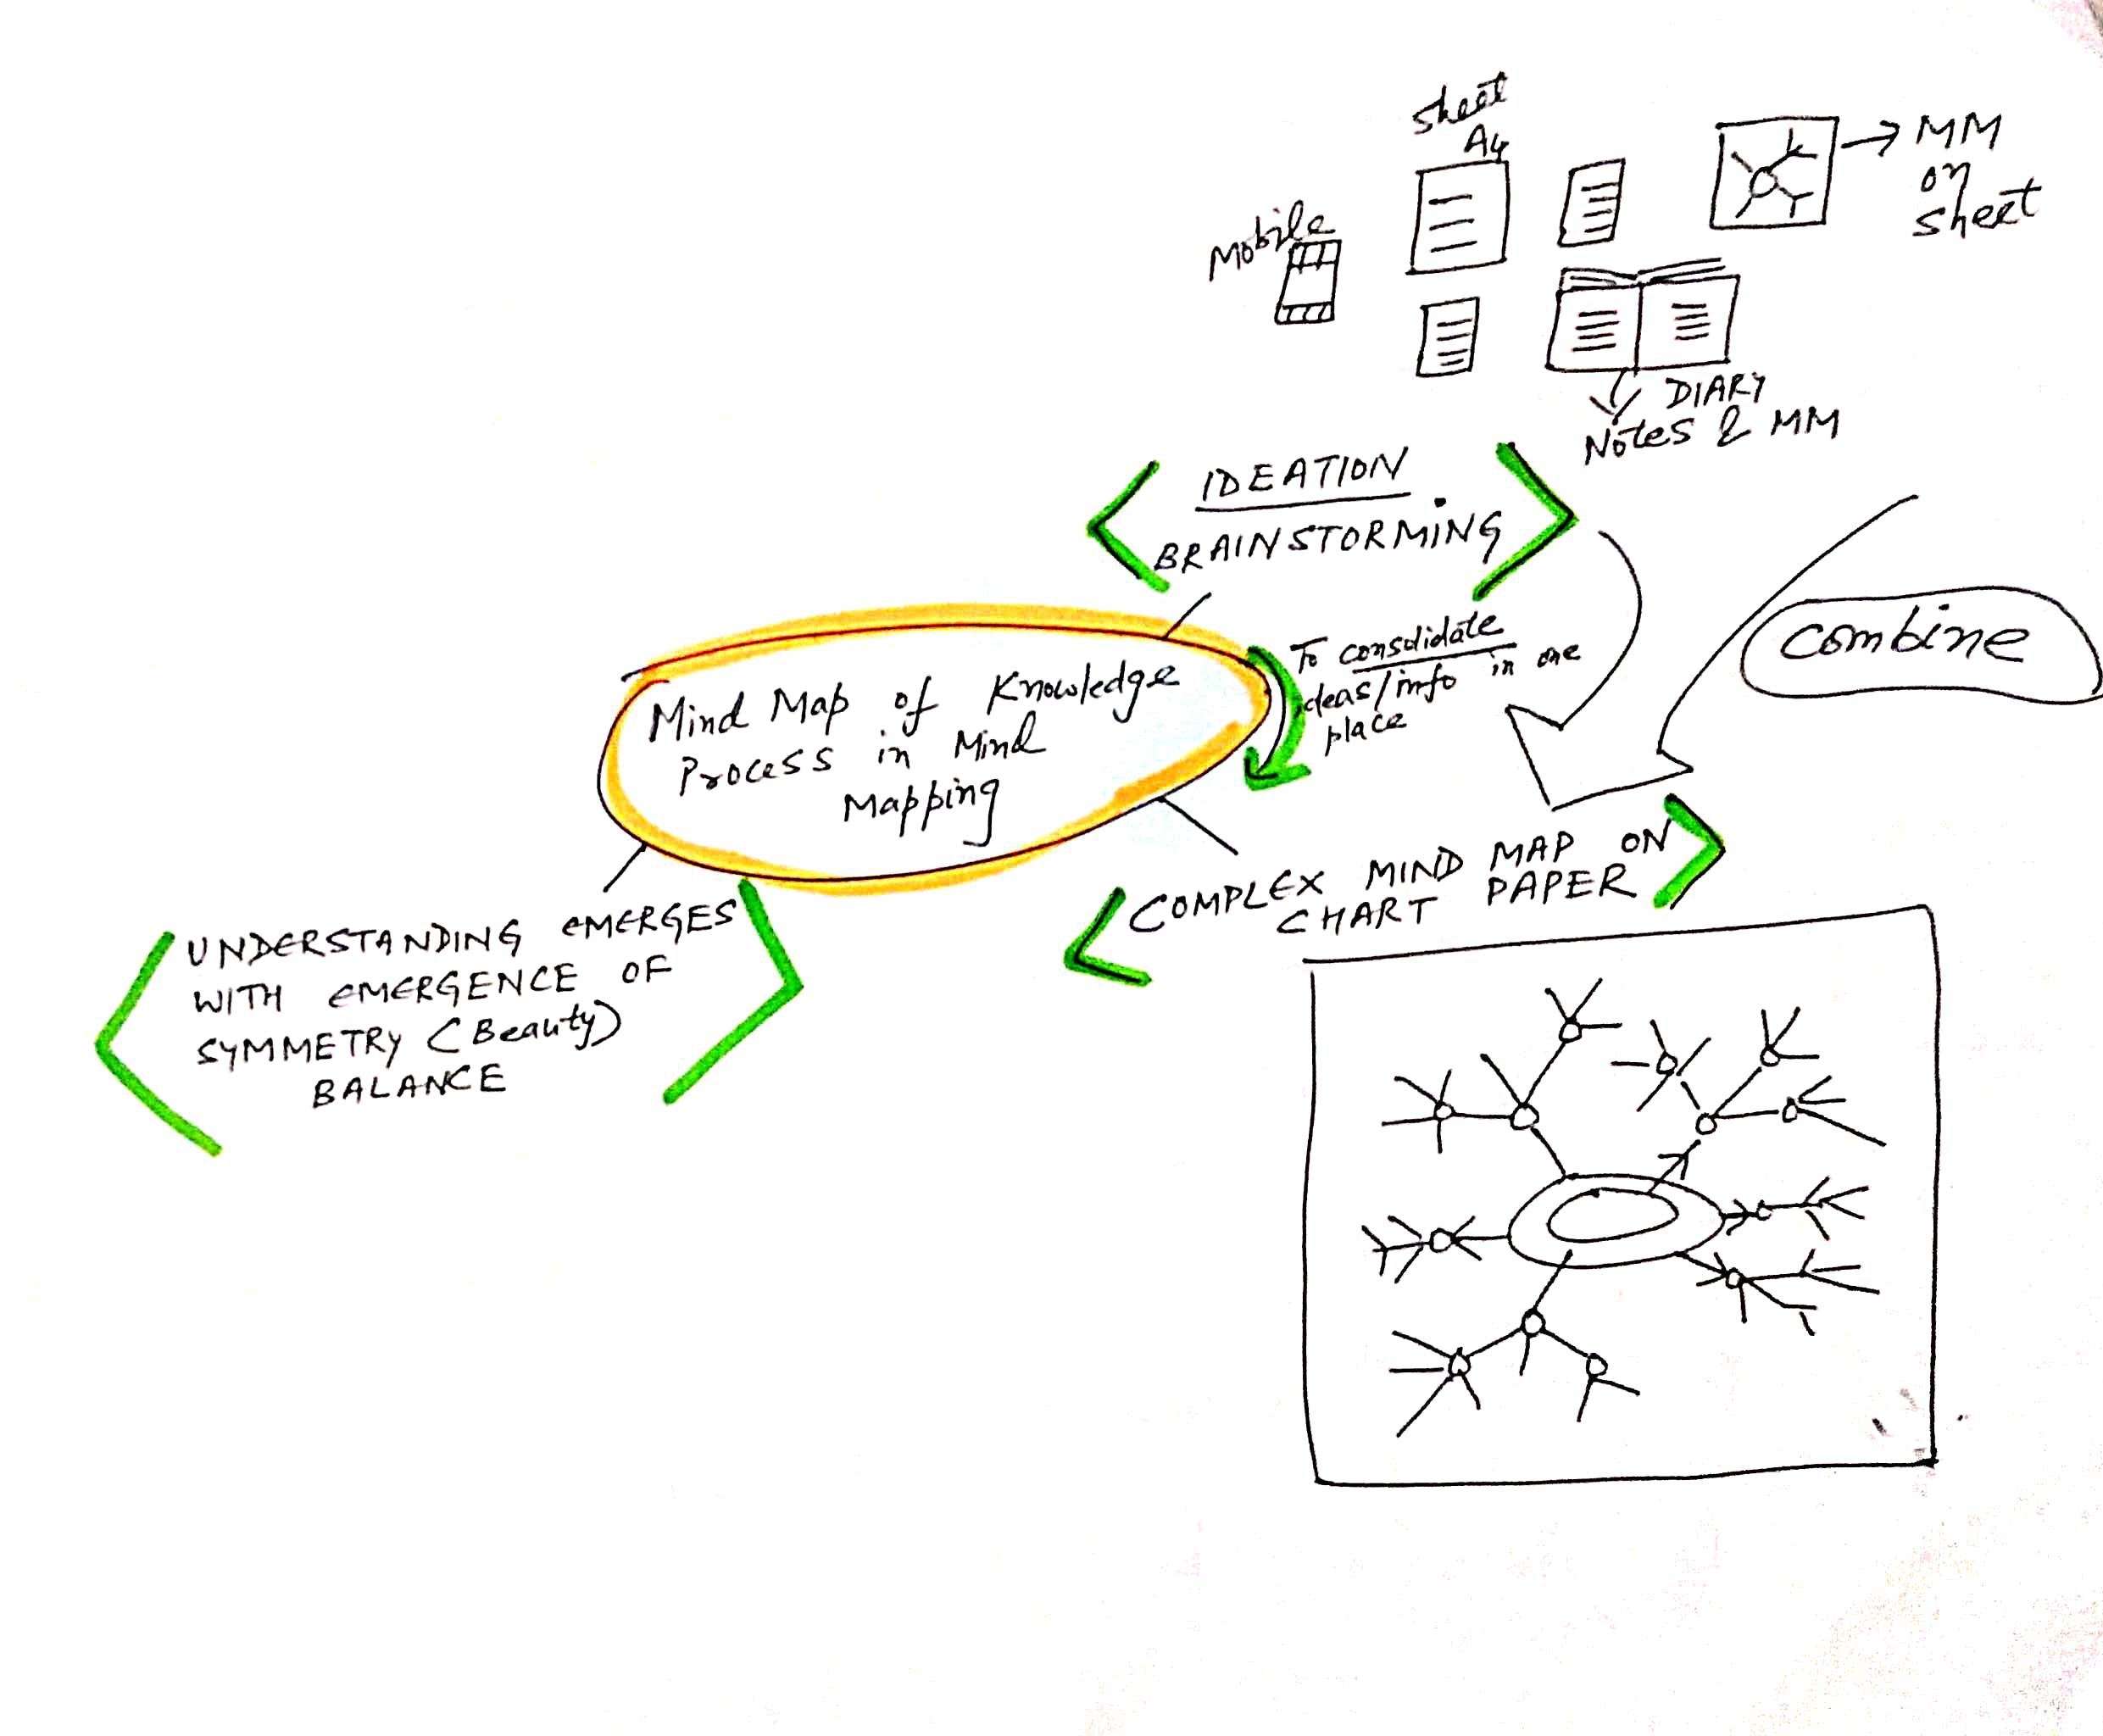 Sheet
A4
Mobile
MM
on
sheet
DIARY
Notes & MM
IDEATION
BRAINSTORMING
To consolidate
ideas/info in one
place
combine
Mind Map of Knowledge
Process in Mind
Mapping
COMPLEX MIND MAP ON
CHART PAPER
UNDERSTANDING EMERGES
WITH EMERGENCE OF
SYMMETRY (Beauty)
BALANCE